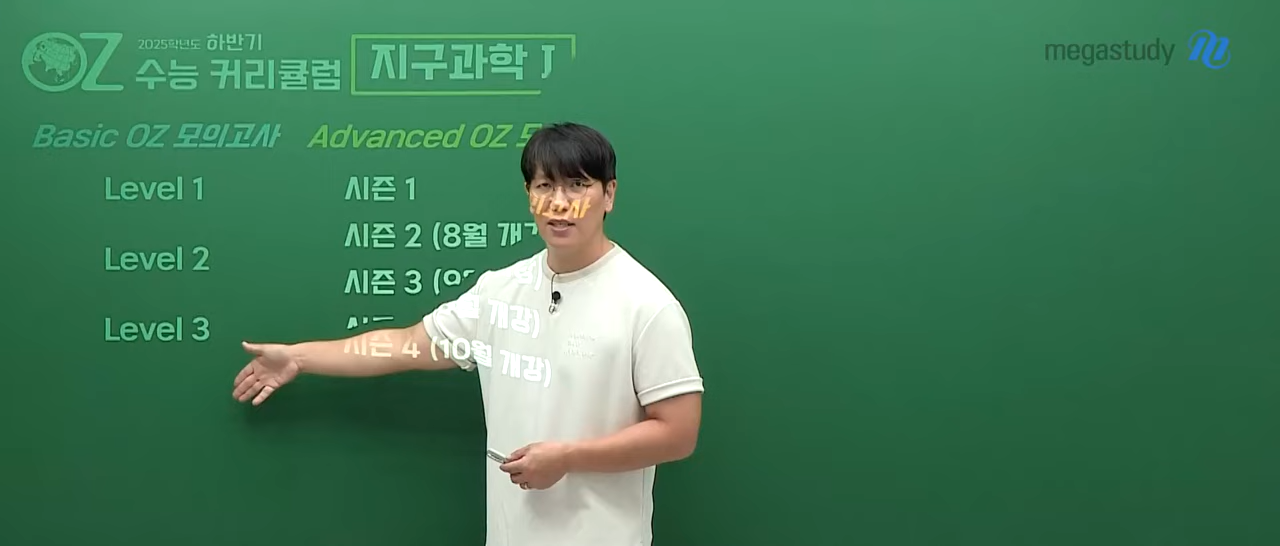 OZ 2025학년도 하반기
수능 커리큘럼 지구과학 I
megastudy
Basic OZ 모의고사 Advanced OZ
Level 1
Level 2
Level 3
시즌 1
시즌 2 (8월
시즌 3
시즌 4 (10월 개강)